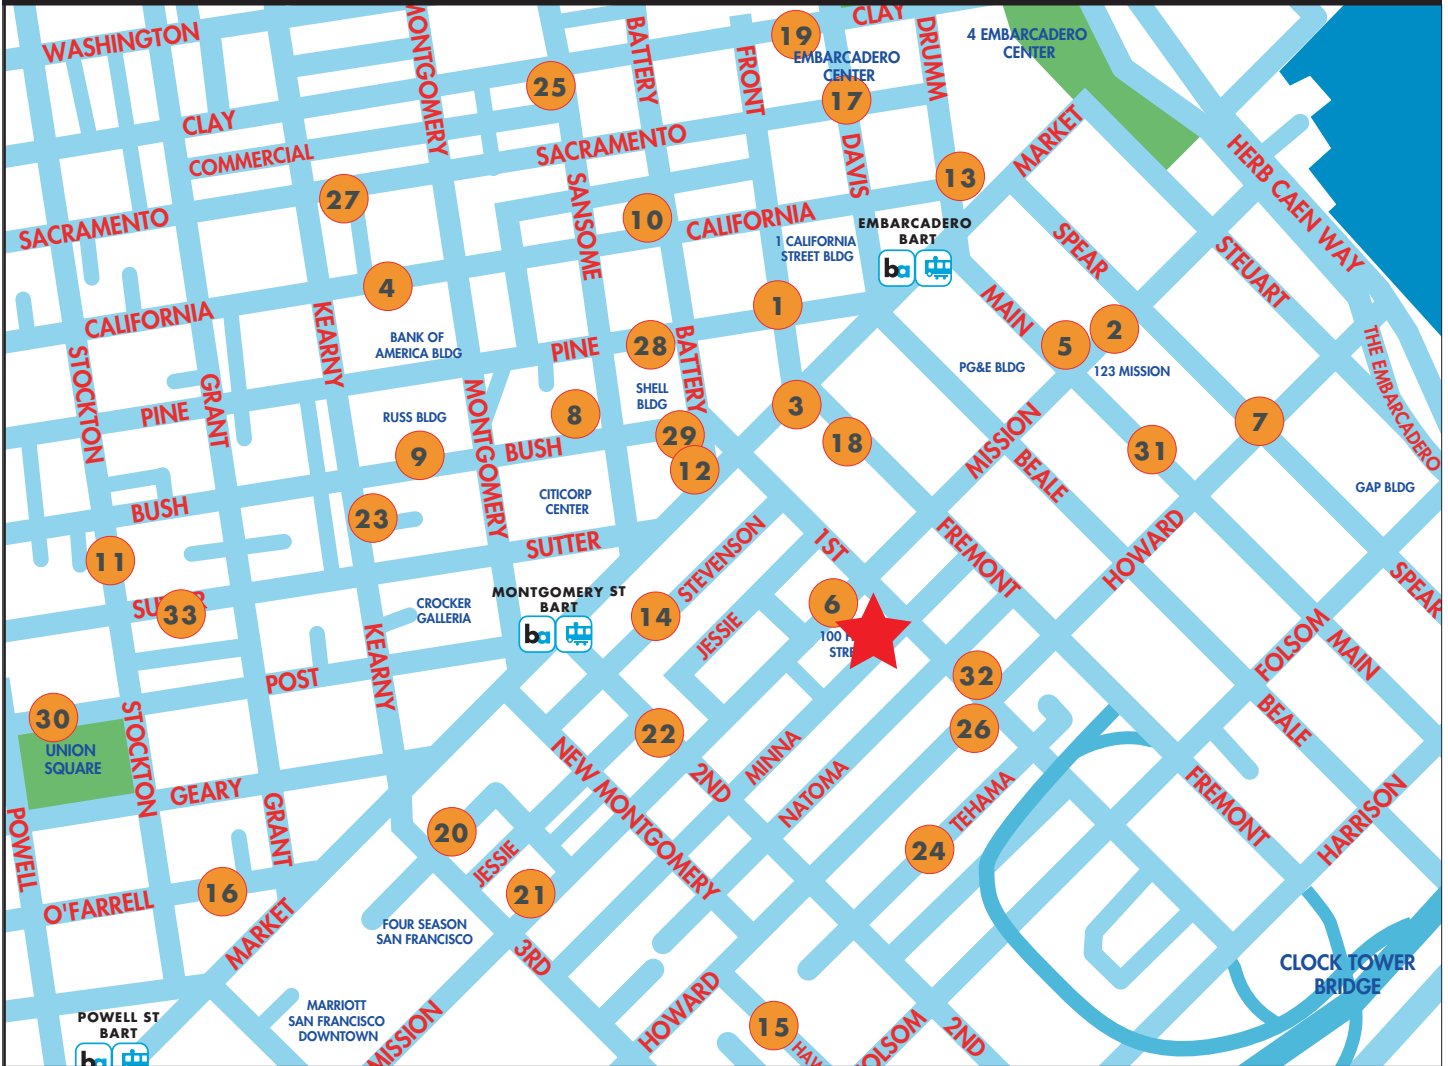 WASHINGTON
MONTGOMERY
BATTERY
FRONT
19
CLAY
DRUMM
EMBARCADERO
CENTER
4 EMBARCADERO
CENTER
25
17
CLAY
COMMERCIAL
SACRAMENTO
DAVIS
MARKET
HERB CAEN WAY
13
27
SACRAMENTO
SANSOME
10
CALIFORNIA
1 CALIFORNIA
STREET BLDG
EMBARCADERO
BART
ba
SPEAR
STEUART
4
CALIFORNIA
KEARNY
BANK OF
AMERICA BLDG
PINE
28
BATTERY
1
MAIN
5
2
PG&E BLDG
123 MISSION
THE EMBARCADERO
STOCKTON
GRANT
PINE
RUSS BLDG
MONTGOMERY
8
SHELL
BLDG
3
18
7
9
BUSH
29
12
MISSION
BEALE
31
GAP BLDG
BUSH
23
CITICORP
CENTER
SUTTER
STEVENSON
1ST
FREMONT
HOWARD
11
SUTTER
33
CROCKER
GALLERIA
MONTGOMERY ST
BART
ba
14
JESSIE
6
100
SPEAR
FOLSOM
MAIN
KEARNY
POST
32
30
UNION
SQUARE
STOCKTON
22
26
BEALE
GEARY
GRANT
NEW MONTGOMERY
2ND
MINNA
NATOMA
TEHAMA
FREMONT
HARRISON
POWELL
20
JESSIE
24
16
O'FARRELL
MARKET
21
FOUR SEASON
SAN FRANCISCO
3RD
CLOCK TOWER
BRIDGE
MARRIOTT
SAN FRANCISCO
DOWNTOWN
POWELL ST
BART
ba
MISSION
HOWARD
15
HAW
OLSOM
2ND